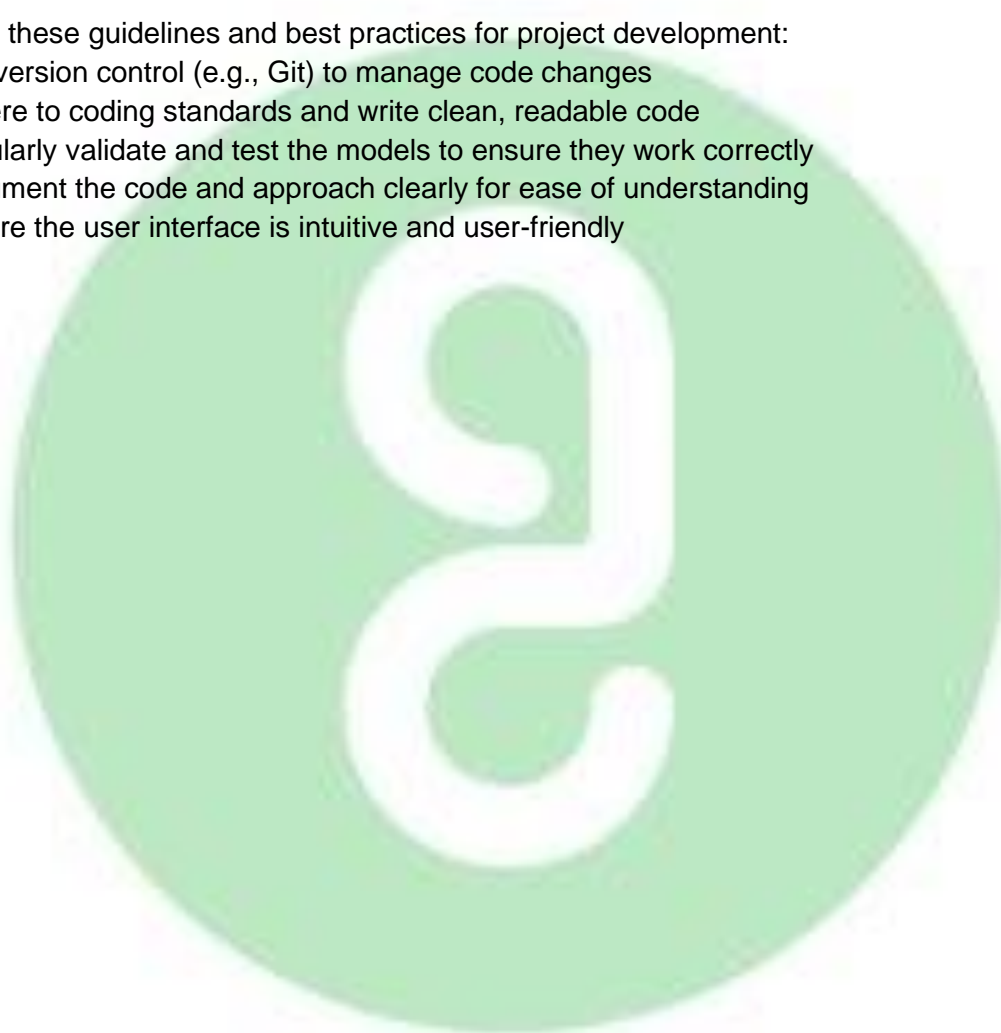 these guidelines and best practices for project development:
version control (e.g., Git) to manage code changes
ere to coding standards and write clean, readable code
ularly validate and test the models to ensure they work correctly
ment the code and approach clearly for ease of understanding
re the user interface is intuitive and user-friendly